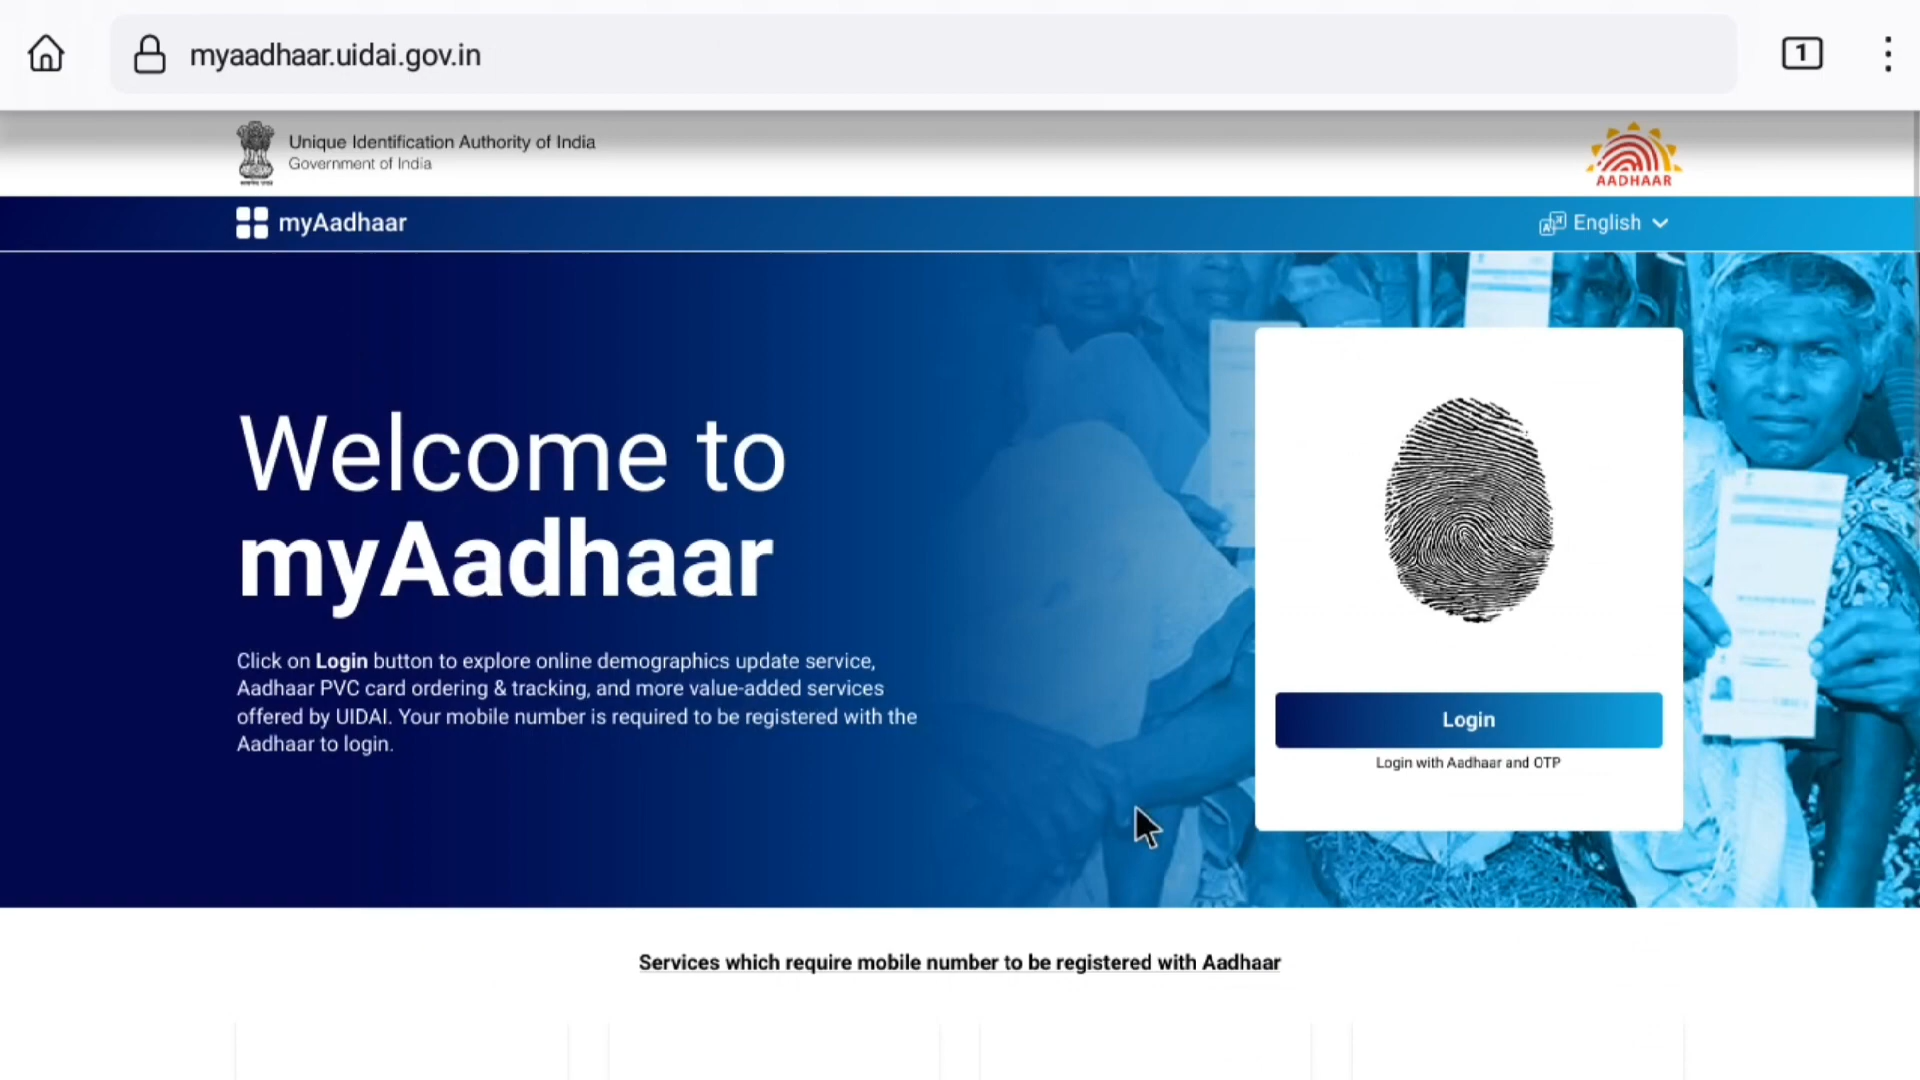 myaadhaar.uidai.gov.in
1
Unique Identification Authority of India
Government of India
AADHAAR
myAadhaar
English
Welcome to
myAadhaar
Click on Login button to explore online demographics update service,
Aadhaar PVC card ordering & tracking, and more value-added services
offered by UIDAI. Your mobile number is required to be registered with the
Aadhaar to login.
Login
Login with Aadhaar and OTP
Services which require mobile number to be registered with Aadhaar